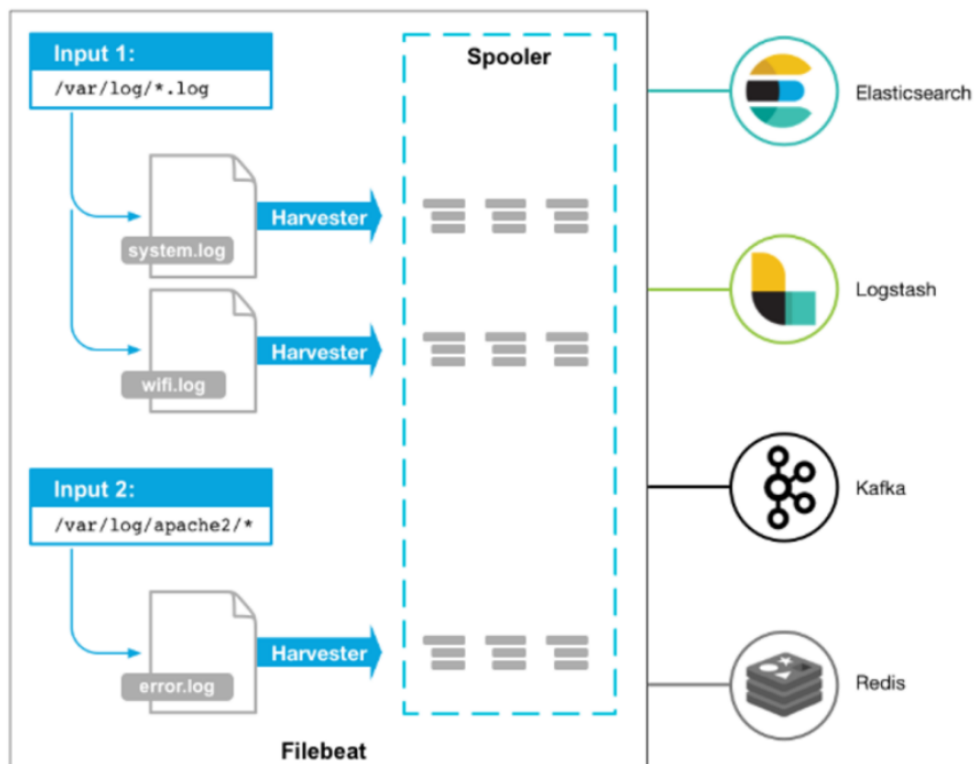 Input 1:
/var/log/*.log
Spooler
system.log
Harvester
wifi.log
Harvester
Input 2:
/var/log/apache2/*
error.log
Harvester
Filebeat
Elasticsearch
Logstash
Kafka
Redis